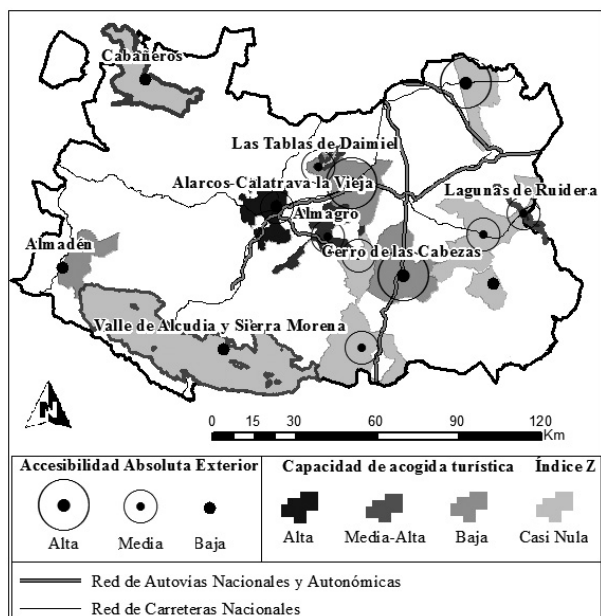 Cabañeros
Las Tablas de Daimiel
Alarcos-Calatrava la Vieja
Lagunas de Ruidera
Almagro
Almadén
Cerro de las Cabezas
Valle de Alcudia y Sierra Morena
N
0 15 30 60 90 120
Km
Accesibilidad Absoluta Exterior
Alta Media Baja
Capacidad de acogida turística Índice Z
Alta Media-Alta Baja Casi Nula
Red de Autovías Nacionales y Autonómicas
Red de Carreteras Nacionales